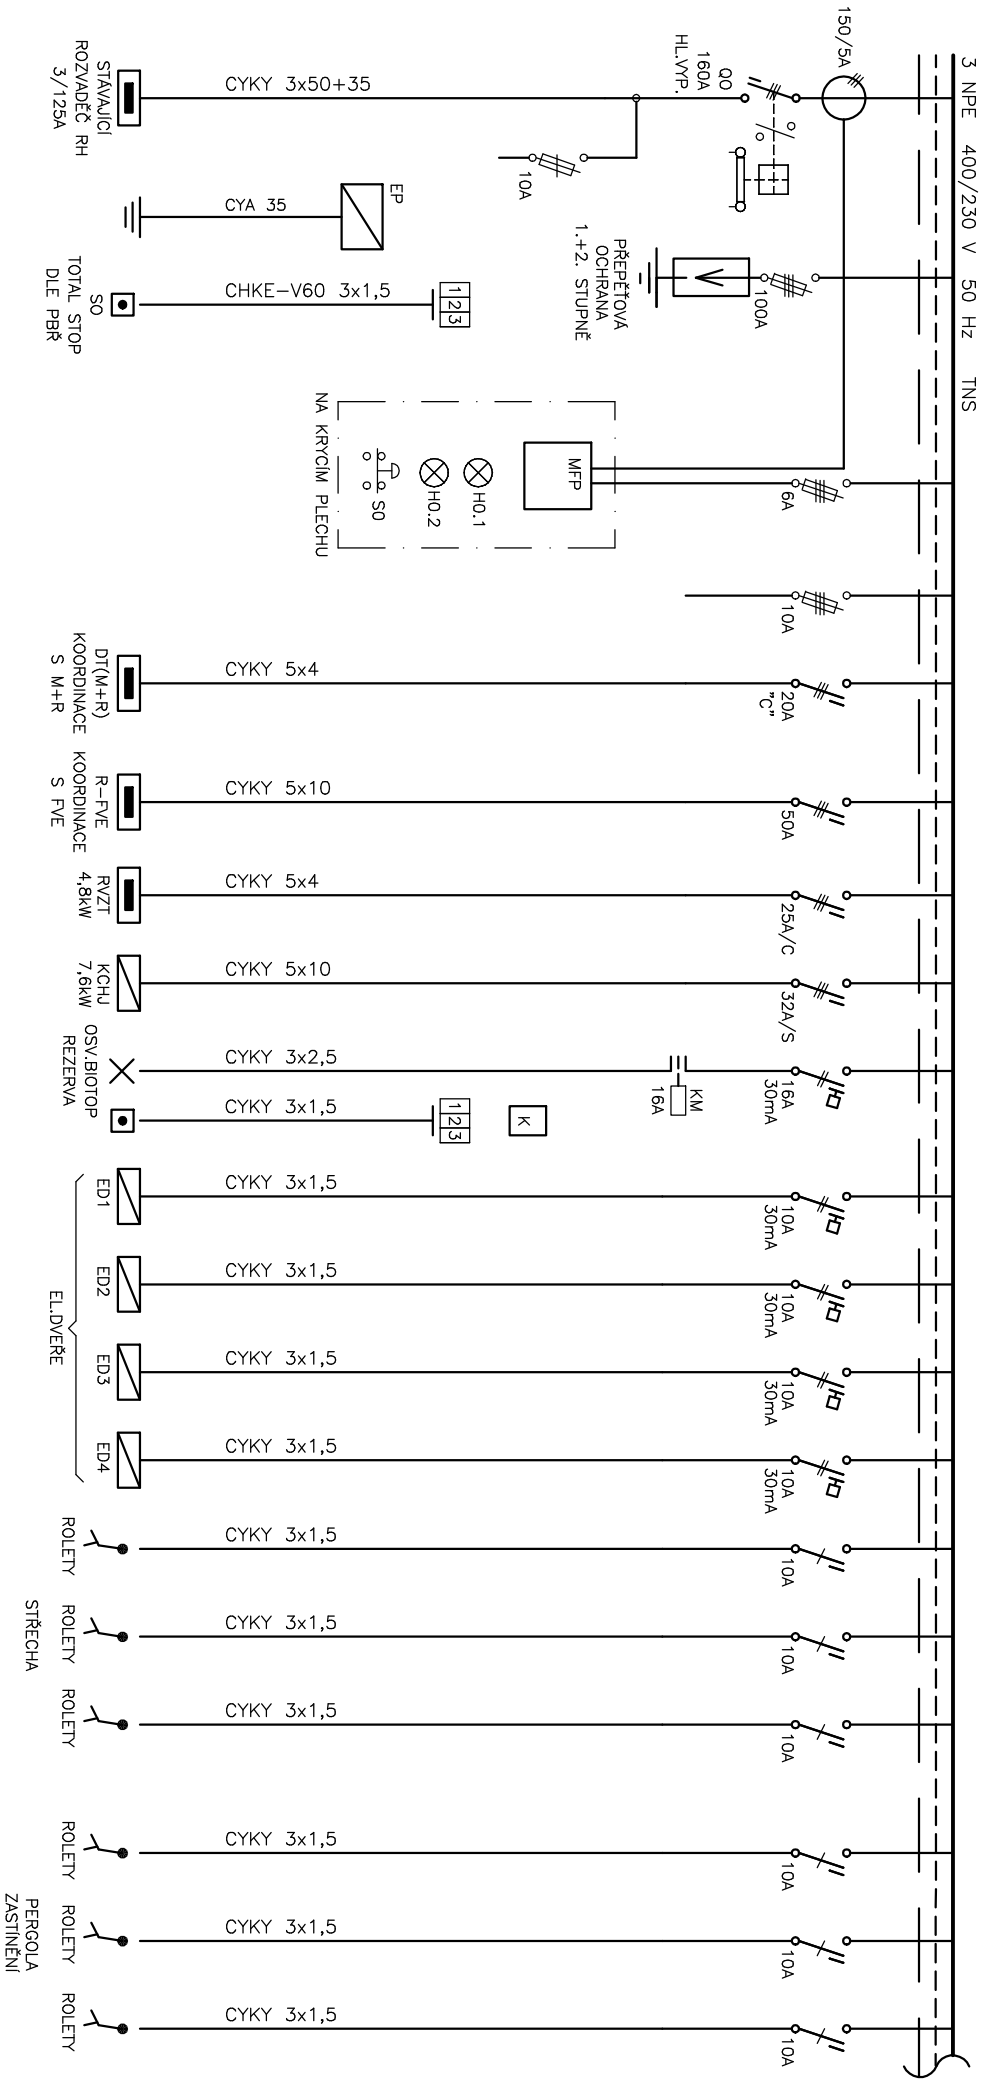 3 NPE 400/230 V 50 Hz TNS
150/5A
Q0
160A
HL.VYP.
10A
CYKY 3x50+35
STÁVAJÍCÍ
ROZVADĚČ RH
3/125A
EP
CYA 35
100A
PŘEPĚŤOVÁ
OCHRANA
1.+2. STUPNĚ
1 2 3
CHKE-V60 3x1,5
SO
TOTAL STOP
DLE PBŘ
6A
MFP
H0.1
H0.2
S0
NA KRYCÍM PLECHU
10A
20A
"C"
CYKY 5x4
DT(M+R)
KOORDINACE
S M+R
50A
CYKY 5x10
R-FVE
KOORDINACE
S FVE
25A/C
CYKY 5x4
RVZT
4,8kW
32A/S
CYKY 5x10
KCHJ
7,6kW
16A
30mA
KM
16A
CYKY 3x2,5
K
1 2 3
CYKY 3x1,5
OSV.BIOTOP
REZERVA
10A
30mA
CYKY 3x1,5
ED1
10A
30mA
CYKY 3x1,5
ED2
10A
30mA
CYKY 3x1,5
ED3
10A
30mA
CYKY 3x1,5
ED4
EL.DVEŘE
10A
CYKY 3x1,5
ROLETY
10A
CYKY 3x1,5
ROLETY
10A
CYKY 3x1,5
ROLETY
STŘECHA
10A
CYKY 3x1,5
ROLETY
10A
CYKY 3x1,5
ROLETY
10A
CYKY 3x1,5
ROLETY
PERGOLA
ZASTÍNĚNÍ